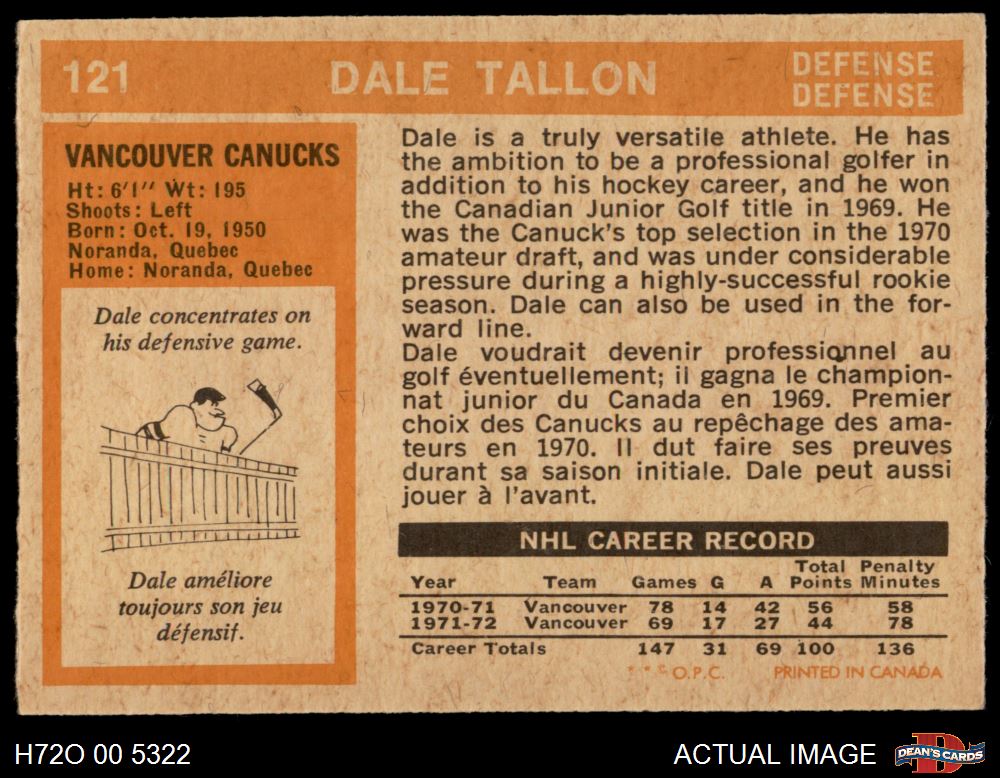 121 DALE TALLON DEFENSE
DEFENSE
VANCOUVER CANUCKS
Ht: 6'1'' Wt: 195
Shoots: Left
Born: Oct. 19, 1950
Noranda, Quebec
Home: Noranda, Quebec
Dale concentrates on
his defensive game.
Dale améliore
toujours son jeu
défensif.
Dale is a truly versatile athlete. He has
the ambition to be a professional golfer in
addition to his hockey career, and he won
the Canadian Junior Golf title in 1969. He
was the Canuck's top selection in the 1970
amateur draft, and was under considerable
pressure during a highly-successful rookie
season. Dale can also be used in the for-
ward line.
Dale voudrait devenir professionnel au
golf éventuellement; il gagna le champion-
nat junior du Canada en 1969. Premier
choix des Canucks au repêchage des ama-
teurs en 1970. Il dut faire ses preuves
durant sa saison initiale. Dale peut aussi
jouer à l'avant.
NHL CAREER RECORD
Total Penalty
Year Team Games G A Points Minutes
1970-71 Vancouver 78 14 42 56 58
1971-72 Vancouver 69 17 27 44 78
Career Totals 147 31 69 100 136
* * © O.P.C. PRINTED IN CANADA
H72O 00 5322 ACTUAL IMAGE DEAN'S CARDS